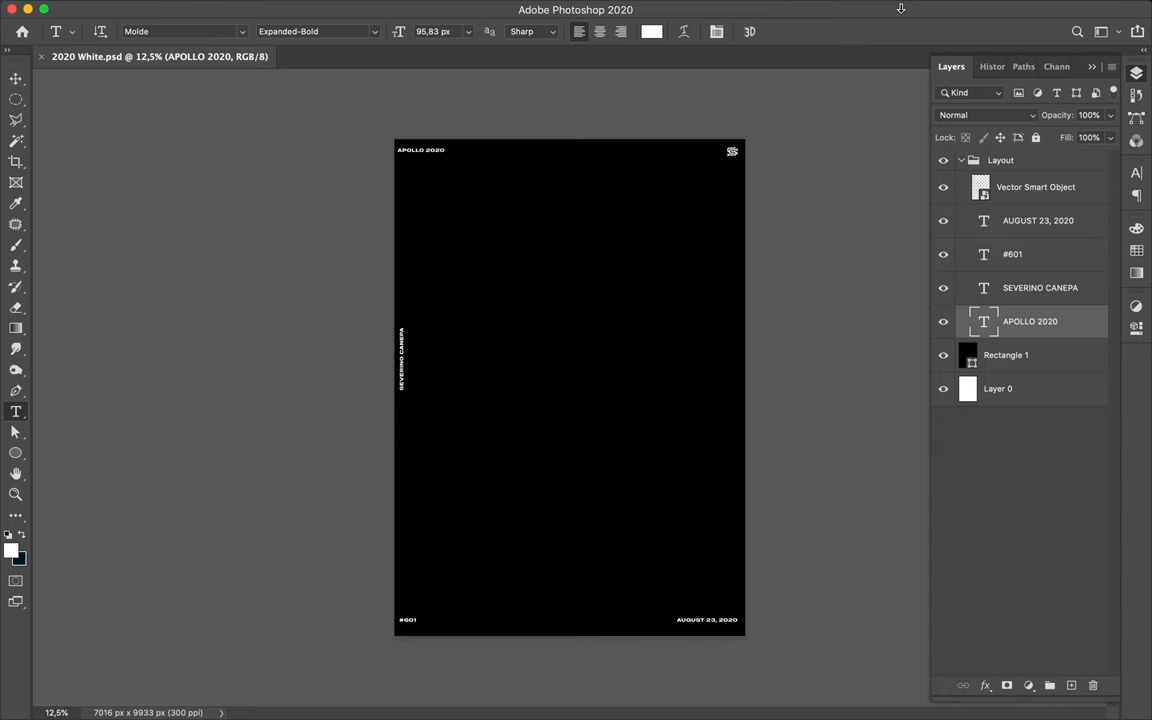 Adobe Photoshop 2020
Molde
Expanded-Bold
95,83 px
Sharp
3D
2020 White.psd @ 12,5% (APOLLO 2020, RGB/8)
Layers
Histor
Paths
Chann
Kind
Normal
Opacity: 100%
Lock:
Fill: 100%
Layout
Vector Smart Object
AUGUST 23, 2020
#601
SEVERINO CANEPA
APOLLO 2020
Rectangle 1
Layer 0
APOLLO 2020
SEVERINO CANEPA
#601
AUGUST 23, 2020
12,5%
7016 px x 9933 px (300 ppi)